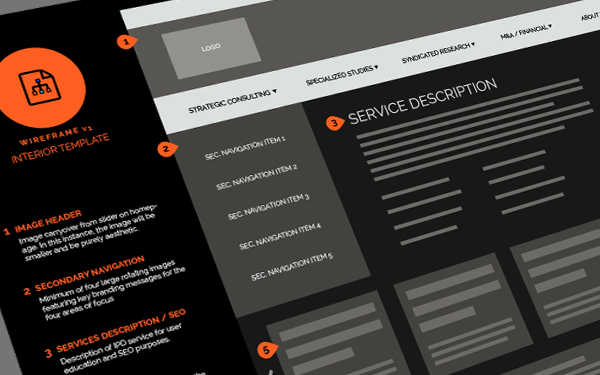 1
LOGO
STRATEGIC CONSULTING ▼
SPECIALIZED STUDIES ▼
SYNDICATED RESEARCH ▼
M&A / FINANCIAL ▼
ABOUT
WIREFRAME V1
INTERIOR TEMPLATE
2
SEC. NAVIGATION ITEM 1
SEC. NAVIGATION ITEM 2
SEC. NAVIGATION ITEM 3
SEC. NAVIGATION ITEM 4
SEC. NAVIGATION ITEM 5
3
SERVICE DESCRIPTION
1 IMAGE HEADER
Image carryover from slider on homep-
age. In this instance, the image will be
smaller and be purely aesthetic.
2 SECONDARY NAVIGATION
Minimum of four large rotating images
featuring key branding messages for the
four areas of focus
3 SERVICES DESCRIPTION / SEO
Description of IPD service for user
education and SEO purposes.
5